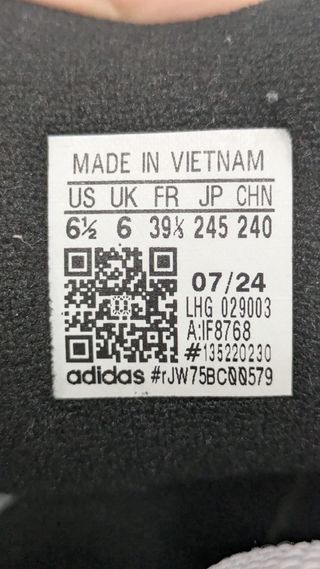 MADE IN VIETNAM
US UK FR JP CHN
6½ 6 39⅓ 245 240
07/24
LHG 029003
A:IF8768
#135220230
adidas #rJW75BC00579